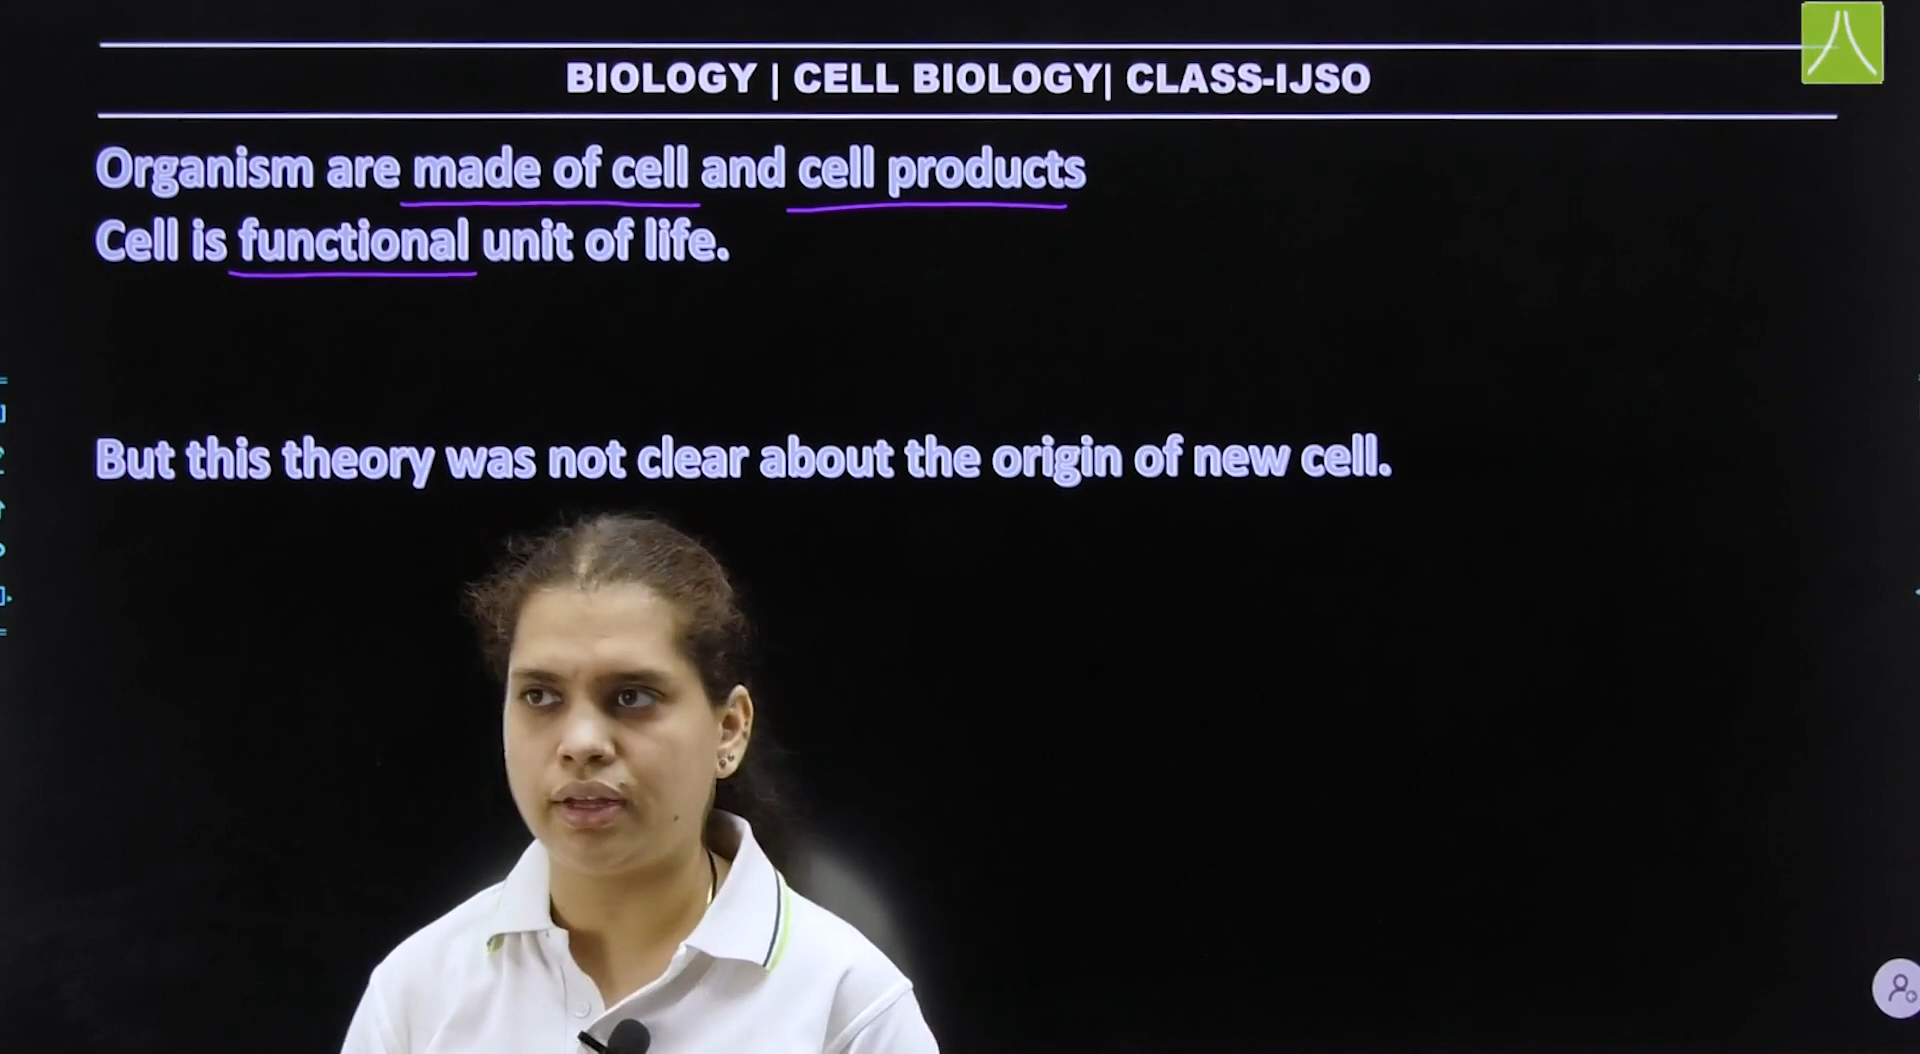 BIOLOGY | CELL BIOLOGY| CLASS-IJSO
Organism are made of cell and cell products
Cell is functional unit of life.
But this theory was not clear about the origin of new cell.